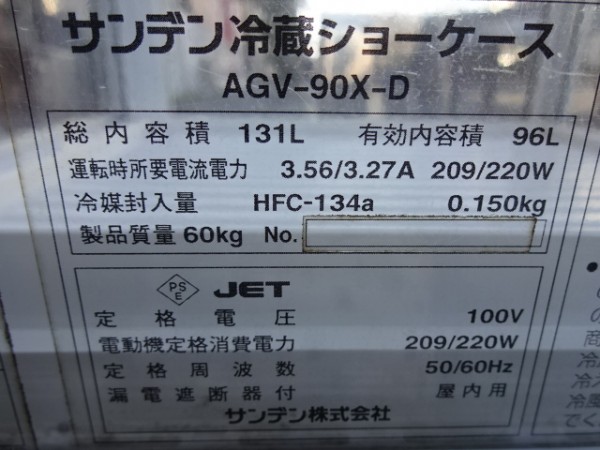 サンデン冷蔵ショーケース
AGV-90X-D
総内容積 131L 有効内容積 96L
運転時所要電流電力 3.56/3.27A 209/220W
冷媒封入量 HFC-134a 0.150kg
製品質量 60kg No.
PS E JET
定格電圧 100V
電動機定格消費電力 209/220W
定格周波数 50/60Hz
漏電遮断器付 屋内用
サンデン株式会社